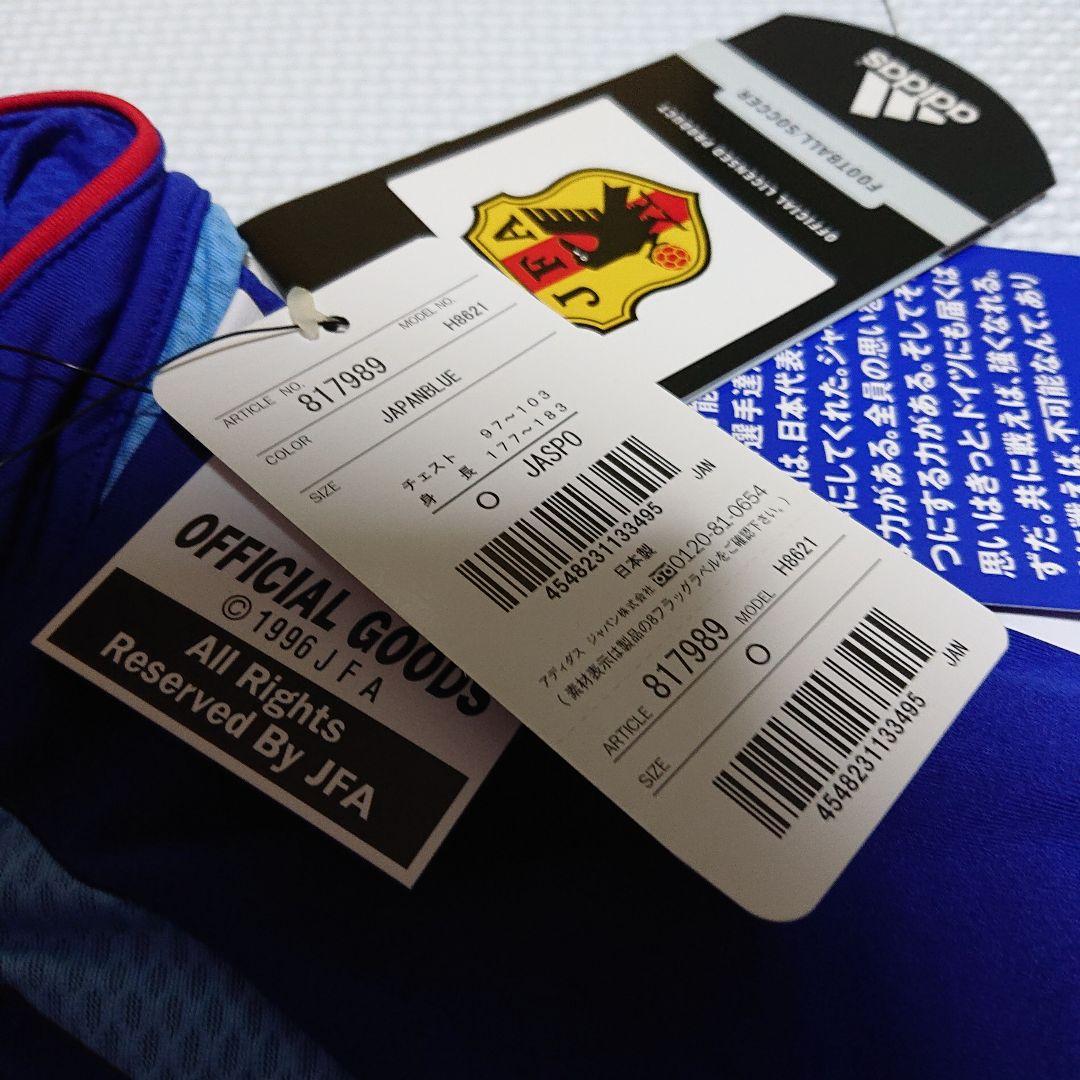 adidas
FOOTBALL SOCCER
OFFICIAL LICENSED PRODUCT
JFA
ARTICLE NO.
MODEL NO.
817989
H8621
COLOR
JAPANBLUE
SIZE
チェスト 97〜103
身 長 177〜183
O JASPO
JAN
4548231133495
日本製
アディダス ジャパン株式会社 0120-81-0654
(素材表示は製品の8フラッグラベルをご確認下さい。)
ARTICLE 817989 MODEL H8621
SIZE O
JAN
4548231133495
OFFICIAL GOODS
© 1996 J F A
All Rights
Reserved By JFA
に戦えば、不可能なんて、あり
ずだ。共に戦えば、強くなれる。
思いはきっと、ドイツにも届くは
つにする力がある。そしてそ
な力がある。全員の思いを
にしてくれた。ジャ
は、日本代表
選手達
能